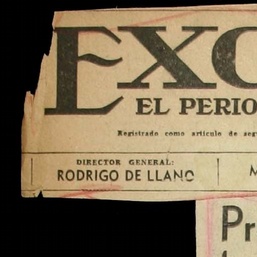 EXC
EL PERIO
Registrado como artículo de seg
DIRECTOR GENERAL:
RODRIGO DE LLANO
M
Pr